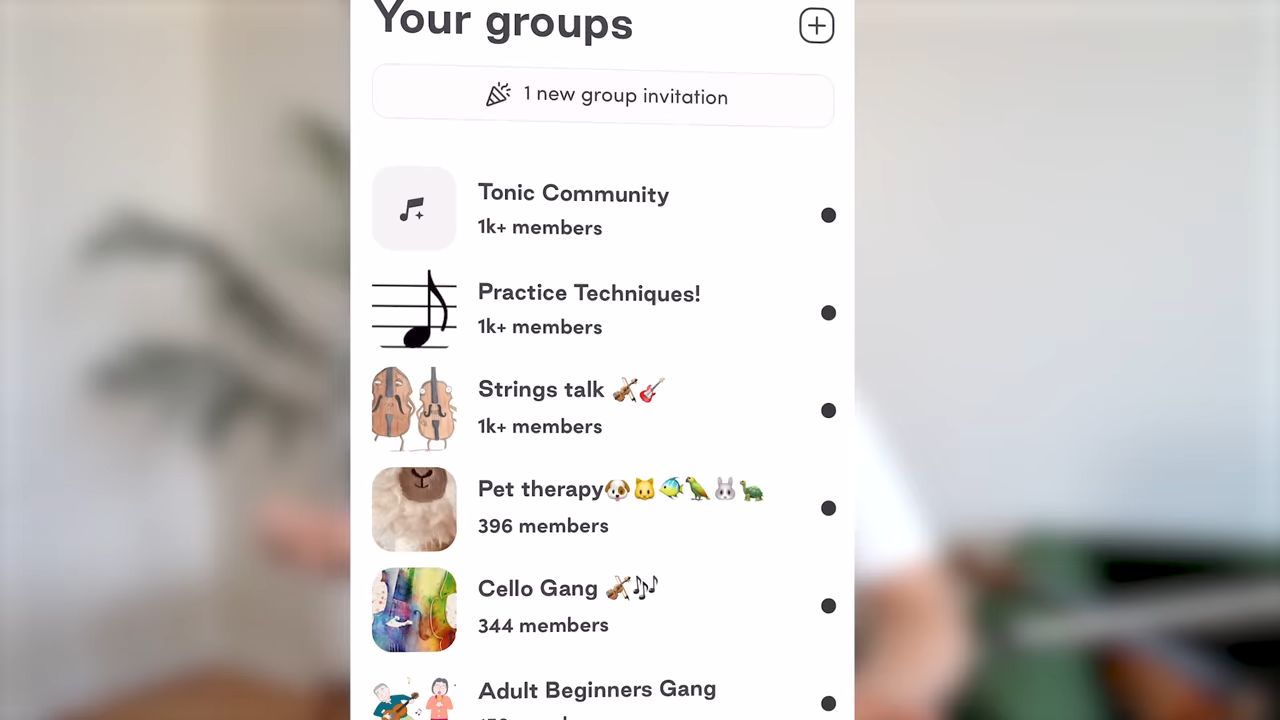 Your groups
1 new group invitation
Tonic Community
1k+ members
Practice Techniques!
1k+ members
Strings talk 🎻🎸
1k+ members
Pet therapy🐶🐱🐠🦜🐰🐢
396 members
Cello Gang 🎻🎶
344 members
Adult Beginners Gang